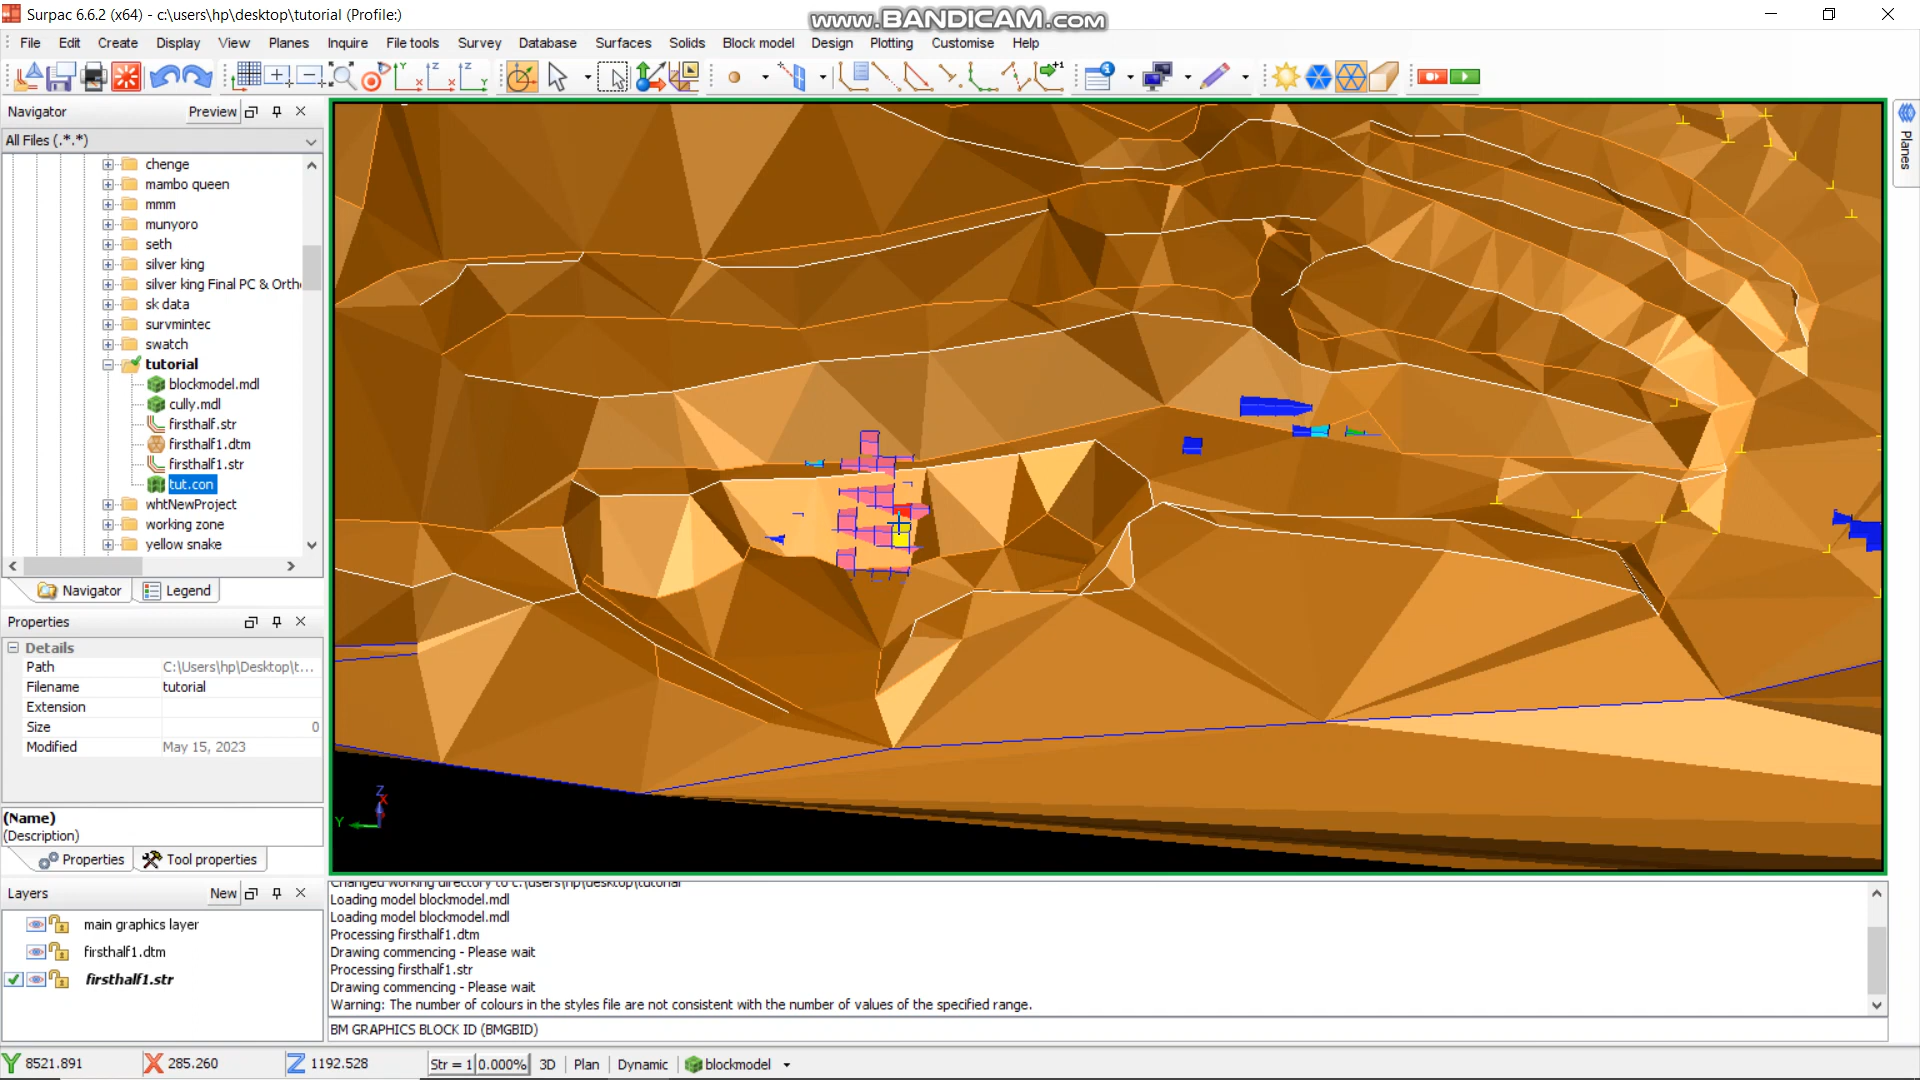 Surpac 6.6.2 (x64) - c:\users\hp\desktop\tutorial (Profile:)
www.BANDICAM.com
File Edit Create Display View Planes Inquire File tools Survey Database Surfaces Solids Block model Design Plotting Customise Help
Navigator Preview
All Files (.*.*)
chenge
mambo queen
mmm
munyoro
seth
silver king
silver king Final PC & Orth
sk data
survmintec
swatch
tutorial
blockmodel.mdl
cully.mdl
firsthalf.str
firsthalf1.dtm
firsthalf1.str
tut.con
whtNewProject
working zone
yellow snake
Navigator Legend
Properties
Details
Path C:\Users\hp\Desktop\t...
Filename tutorial
Extension
Size 0
Modified May 15, 2023
(Name)
(Description)
Properties Tool properties
Layers New
main graphics layer
firsthalf1.dtm
firsthalf1.str
Planes
Z
X
Y
Changed working directory to c:\users\hp\desktop\tutorial
Loading model blockmodel.mdl
Loading model blockmodel.mdl
Processing firsthalf1.dtm
Drawing commencing - Please wait
Processing firsthalf1.str
Drawing commencing - Please wait
Warning: The number of colours in the styles file are not consistent with the number of values of the specified range.
BM GRAPHICS BLOCK ID (BMGBID)
Y 8521.891 X 285.260 Z 1192.528 Str = 1 0.000% 3D Plan Dynamic blockmodel